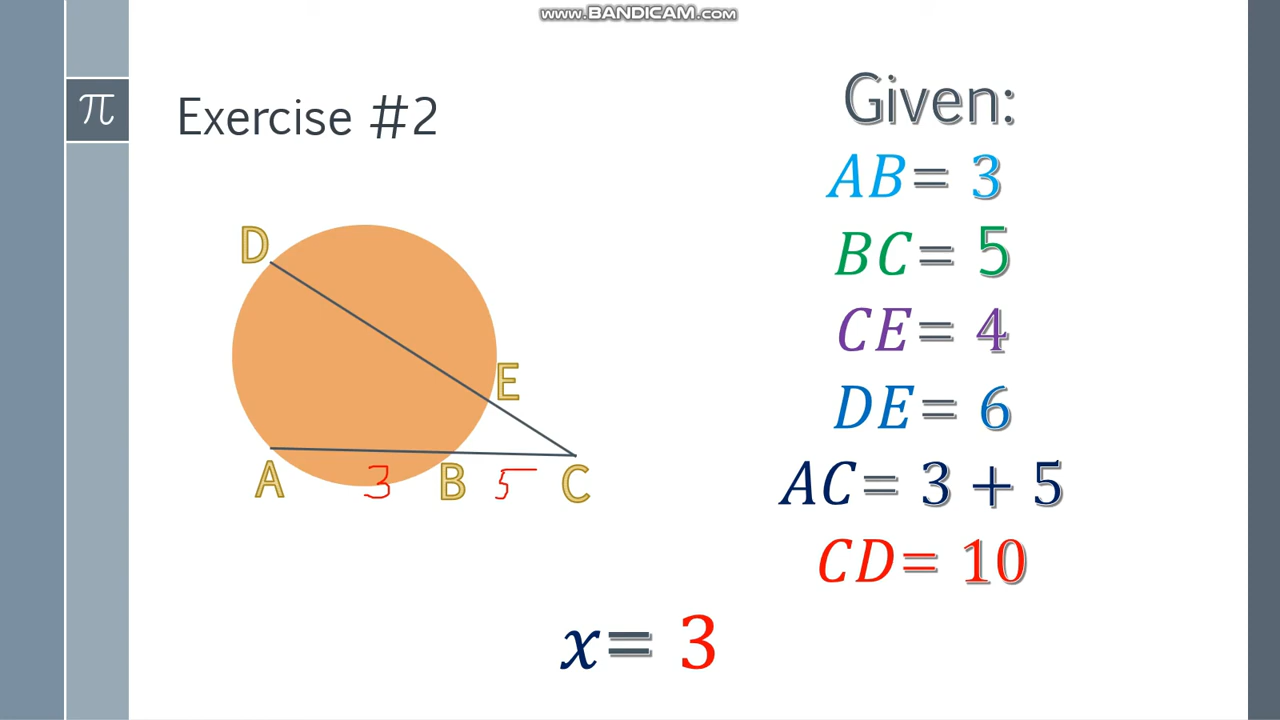 www.BANDICAM.com
π
Exercise #2
Given:
AB= 3
BC= 5
CE= 4
DE= 6
AC= 3 + 5
CD= 10
D
E
A
3
B
5
C
x= 3